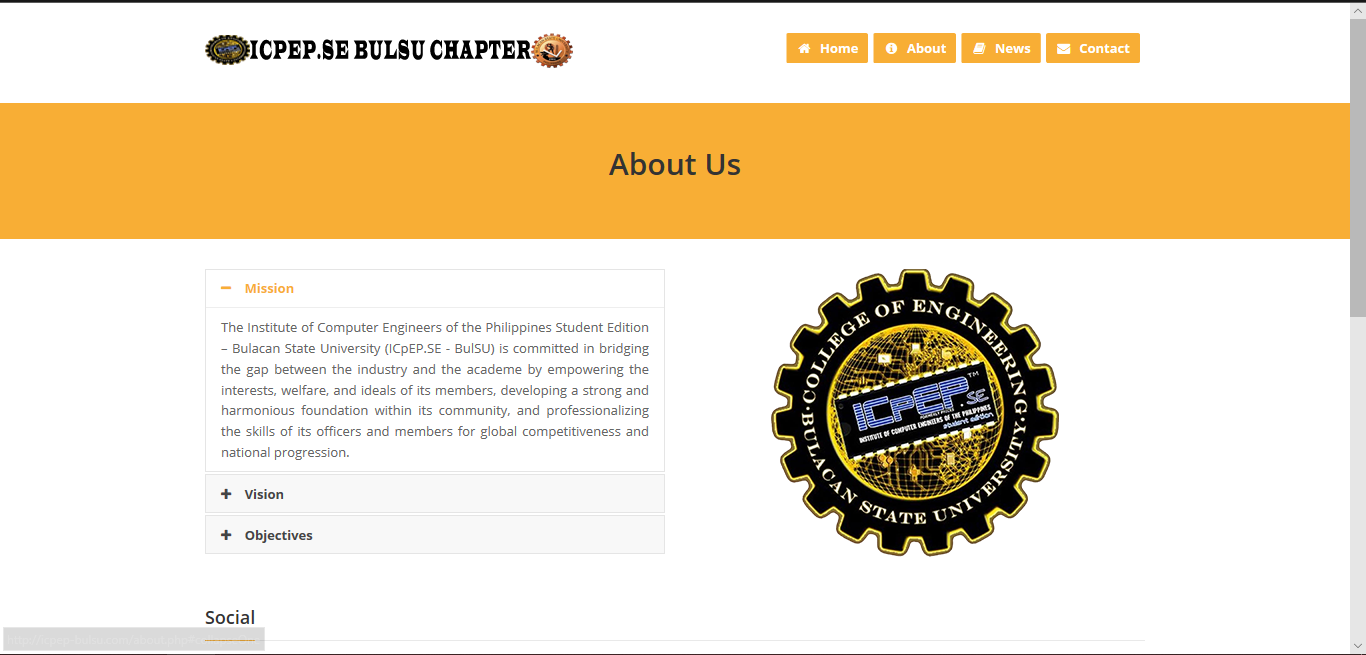 ICPEP.SE BULSU CHAPTER
Home
About
News
Contact
About Us
Mission
The Institute of Computer Engineers of the Philippines Student Edition
– Bulacan State University (ICpEP.SE - BulSU) is committed in bridging
the gap between the industry and the academe by empowering the
interests, welfare, and ideals of its members, developing a strong and
harmonious foundation within its community, and professionalizing
the skills of its officers and members for global competitiveness and
national progression.
Vision
Objectives
COLLEGE OF ENGINEERING
ICpEP SE ™
INSTITUTE OF COMPUTER ENGINEERS OF THE PHILIPPINES
BULACAN STATE UNIVERSITY
Social